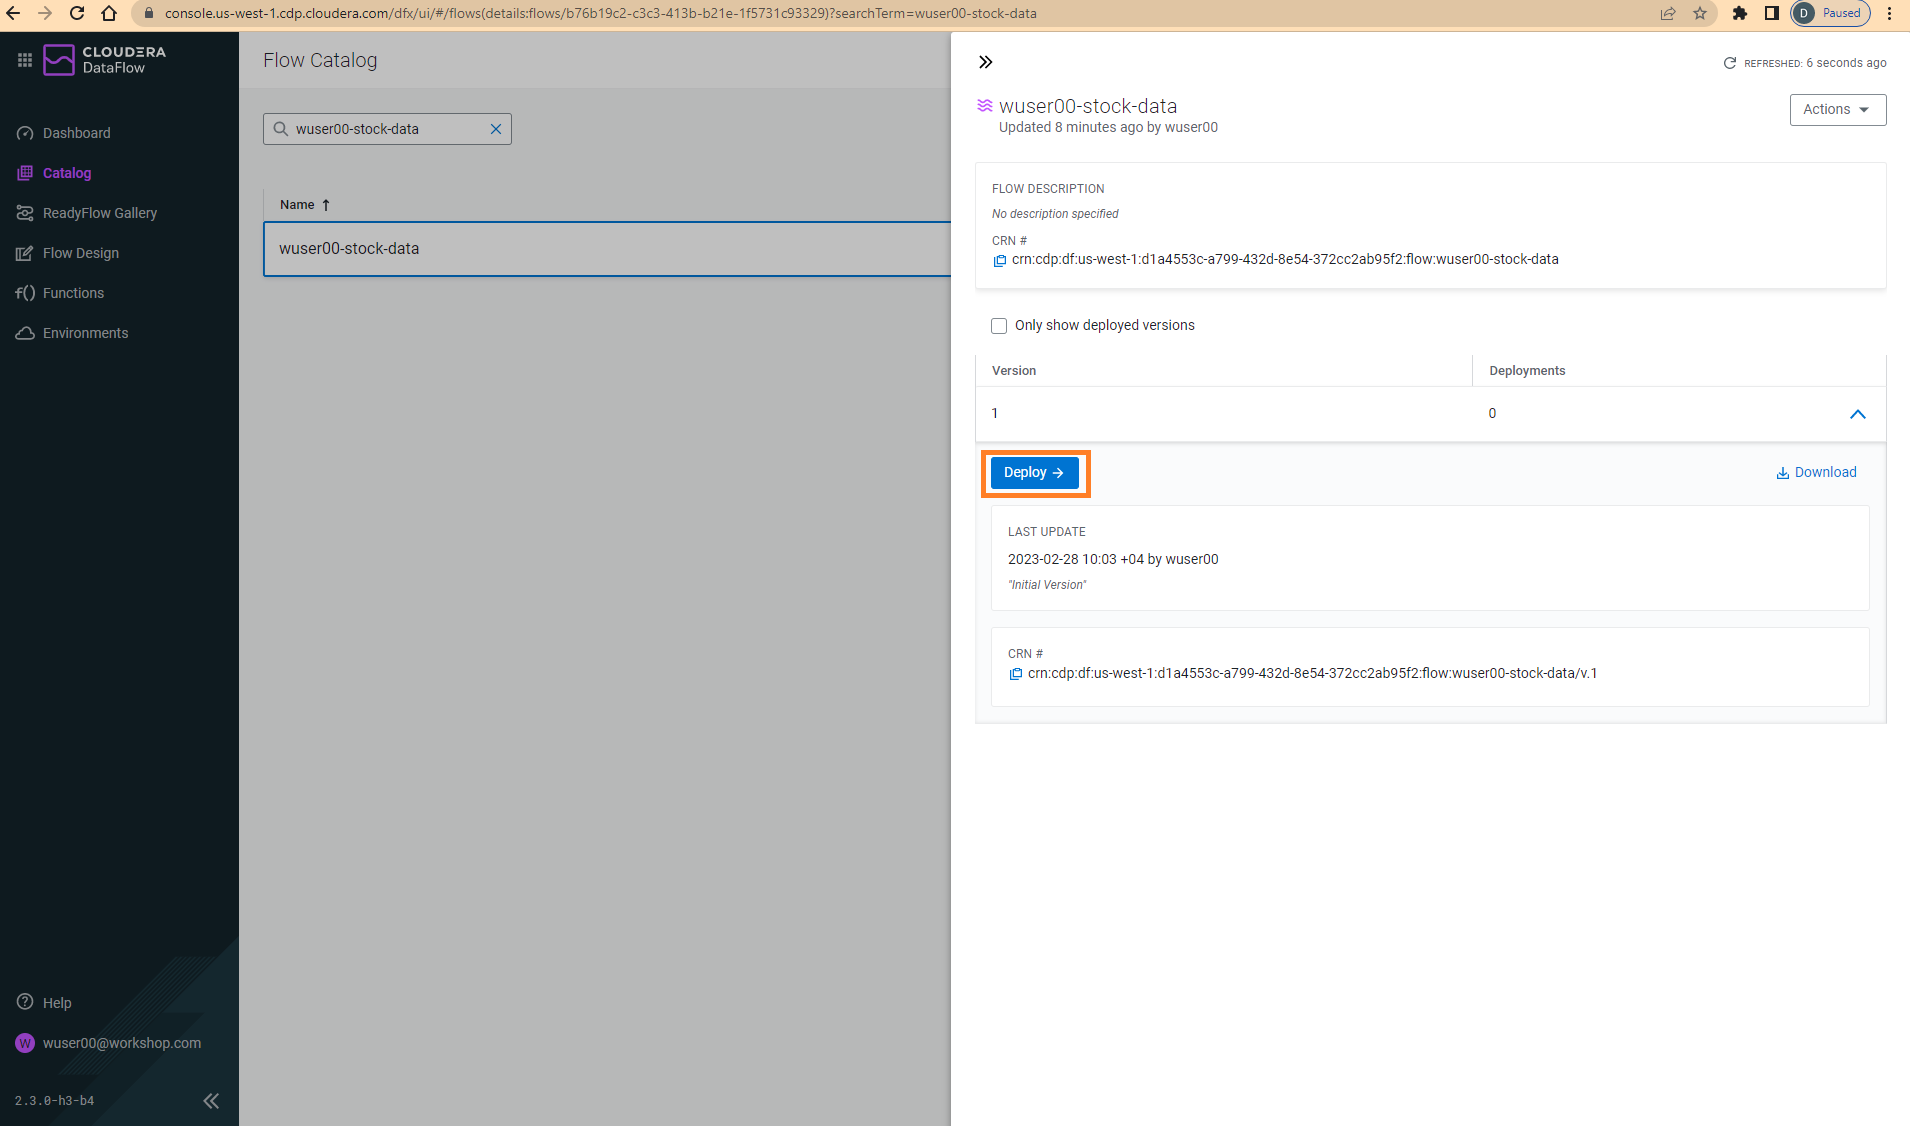 console.us-west-1.cdp.cloudera.com/dfx/ui/#/flows(details:flows/b76b19c2-c3c3-413b-b21e-1f5731c93329)?searchTerm=wuser00-stock-data
D Paused
CLOUDERA
DataFlow
Dashboard
Catalog
ReadyFlow Gallery
Flow Design
f() Functions
Environments
Help
W wuser00@workshop.com
2.3.0-h3-b4
Flow Catalog
wuser00-stock-data
Name
wuser00-stock-data
REFRESHED: 6 seconds ago
wuser00-stock-data
Updated 8 minutes ago by wuser00
Actions
FLOW DESCRIPTION
No description specified
CRN #
crn:cdp:df:us-west-1:d1a4553c-a799-432d-8e54-372cc2ab95f2:flow:wuser00-stock-data
Only show deployed versions
Version Deployments
1 0
Deploy
Download
LAST UPDATE
2023-02-28 10:03 +04 by wuser00
"Initial Version"
CRN #
crn:cdp:df:us-west-1:d1a4553c-a799-432d-8e54-372cc2ab95f2:flow:wuser00-stock-data/v.1